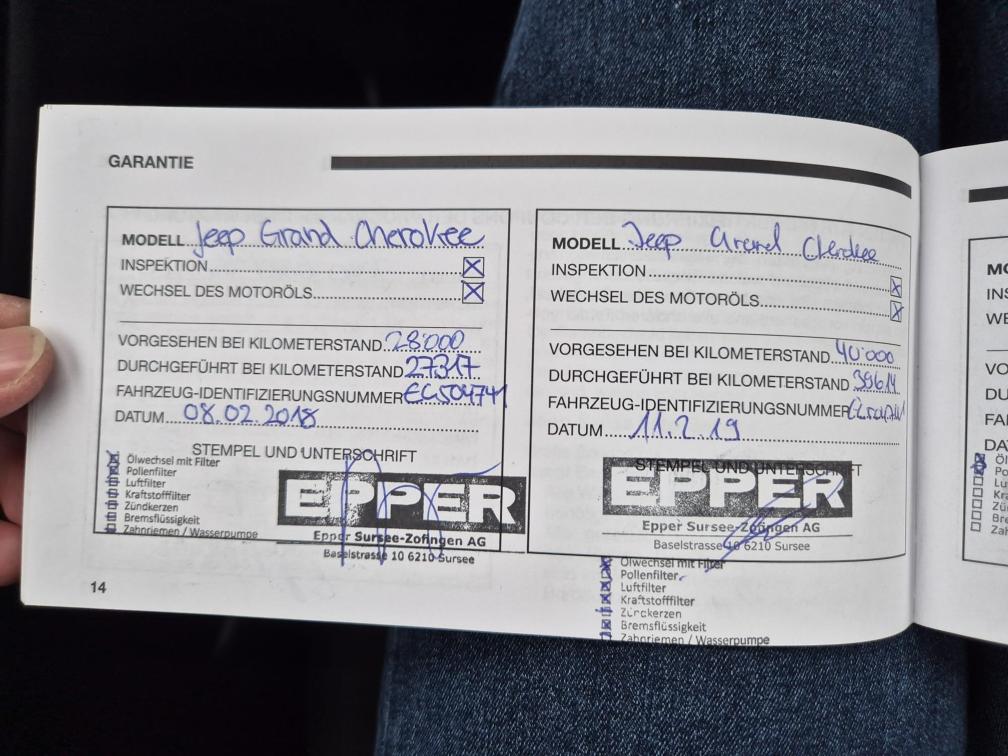 GARANTIE
MODELL Jeep Grand Cherokee
INSPEKTION
WECHSEL DES MOTORÖLS
VORGESEHEN BEI KILOMETERSTAND 28'000
DURCHGEFÜHRT BEI KILOMETERSTAND 27317
FAHRZEUG-IDENTIFIZIERUNGSNUMMER EC504741
DATUM 08.02.2018
STEMPEL UND UNTERSCHRIFT
Ölwechsel mit Filter
Pollenfilter
Luftfilter
Kraftstofffilter
Zündkerzen
Bremsflüssigkeit
Zahnriemen / Wasserpumpe
EPPER
Epper Sursee-Zofingen AG
Baselstrasse 10 6210 Sursee
14
MODELL Jeep Grand Cherokee
INSPEKTION
WECHSEL DES MOTORÖLS
VORGESEHEN BEI KILOMETERSTAND 40'000
DURCHGEFÜHRT BEI KILOMETERSTAND
FAHRZEUG-IDENTIFIZIERUNGSNUMMER
DATUM 11.2.19
STEMPEL UND UNTERSCHRIFT
EPPER
Epper Sursee-Zofingen AG
Baselstrasse 10 6210 Sursee
Ölwechsel mit Filter
Pollenfilter
Luftfilter
Kraftstofffilter
Zündkerzen
Bremsflüssigkeit
Zahnriemen / Wasserpumpe